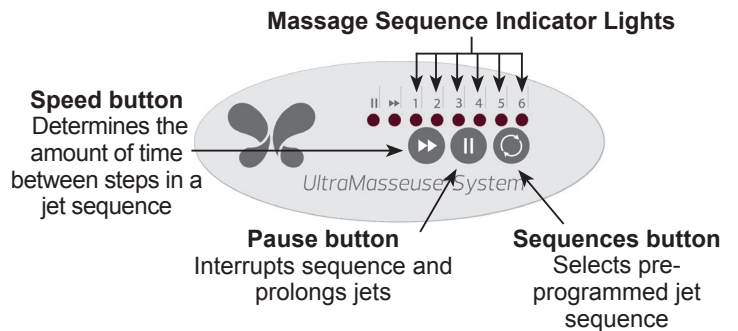 Massage Sequence Indicator Lights
Speed button
Determines the
amount of time
between steps in a
jet sequence
1 2 3 4 5 6
UltraMasseuse System
Pause button
Interrupts sequence and
prolongs jets
Sequences button
Selects pre-
programmed jet
sequence